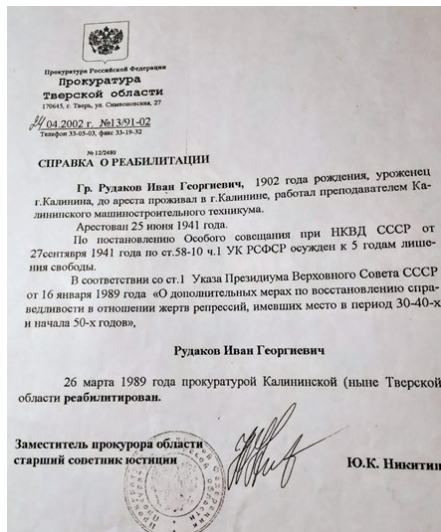 Прокуратура Российской Федерации
Прокуратура
Тверской области
170645, г. Тверь, ул. Симеоновская, 27
24.04.2002 г. №13/91-02
Телефон 33-05-03, факс 33-19-32
№ 12/2480
СПРАВКА О РЕАБИЛИТАЦИИ
Гр. Рудаков Иван Георгиевич, 1902 года рождения, уроженец
г.Калинина, до ареста проживал в г.Калинине, работал преподавателем Ка-
лининского машиностроительного техникума.
Арестован 25 июня 1941 года.
По постановлению Особого совещания при НКВД СССР от
27сентября 1941 года по ст.58-10 ч.1 УК РСФСР осужден к 5 годам лише-
ния свободы.
В соответствии со ст.1 Указа Президиума Верховного Совета СССР
от 16 января 1989 года «О дополнительных мерах по восстановлению спра-
ведливости в отношении жертв репрессий, имевших место в период 30-40-х
и начала 50-х годов»,
Рудаков Иван Георгиевич
26 марта 1989 года прокуратурой Калининской (ныне Тверской
области реабилитирован.
Заместитель прокурора области
старший советник юстиции
Ю.К. Никитин